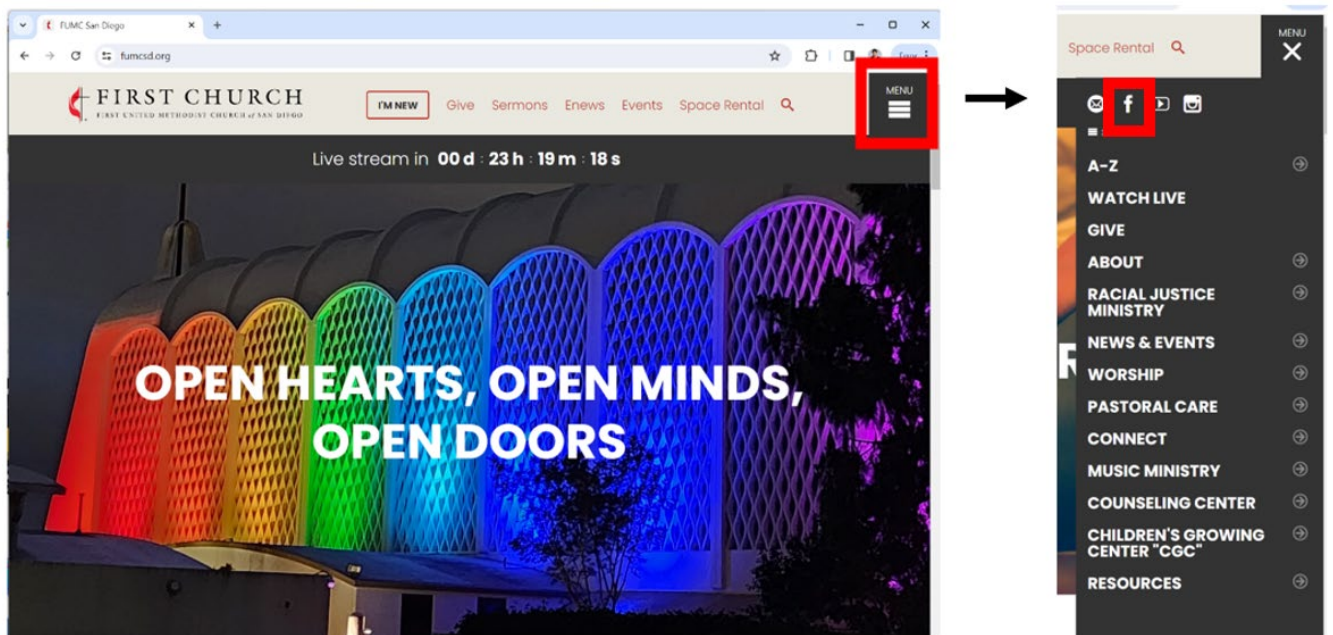 FUMC San Diego
fumcsd.org
FIRST CHURCH
FIRST UNITED METHODIST CHURCH of SAN DIEGO
I'M NEW
Give
Sermons
Enews
Events
Space Rental
MENU
Live stream in 00 d : 23 h : 19 m : 18 s
OPEN HEARTS, OPEN MINDS,
OPEN DOORS
Space Rental
MENU
A-Z
WATCH LIVE
GIVE
ABOUT
RACIAL JUSTICE
MINISTRY
NEWS & EVENTS
R
WORSHIP
PASTORAL CARE
CONNECT
MUSIC MINISTRY
COUNSELING CENTER
CHILDREN'S GROWING
CENTER "CGC"
RESOURCES